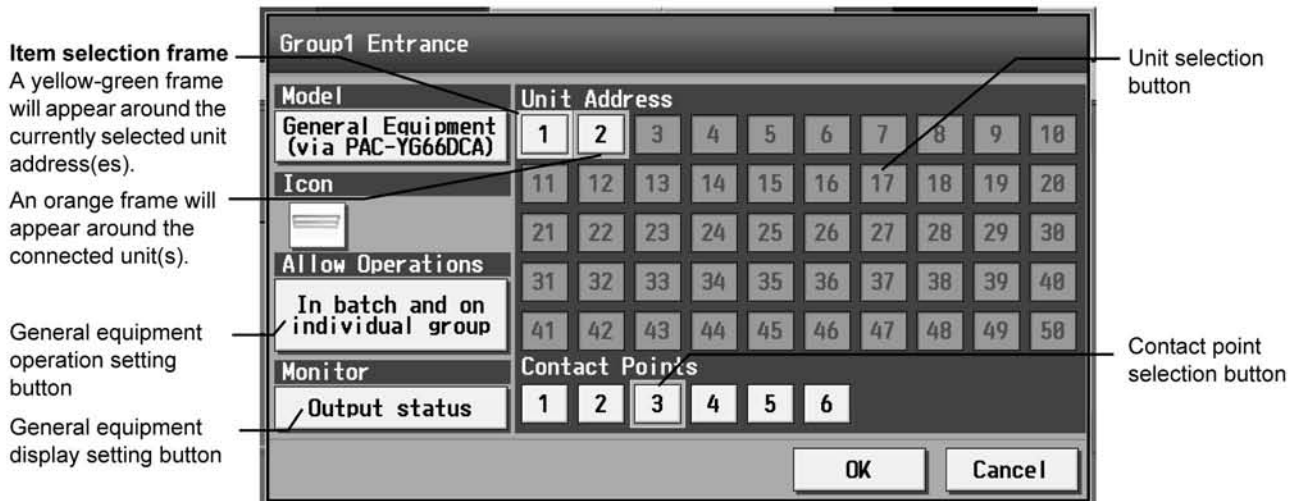 Item selection frame
A yellow-green frame
will appear around the
currently selected unit
address(es).
An orange frame will
appear around the
connected unit(s).
General equipment
operation setting
button
General equipment
display setting button
Group1 Entrance
Model
General Equipment
(via PAC-YG66DCA)
Icon
Allow Operations
In batch and on
individual group
Monitor
Output status
Unit Address
1 2 3 4 5 6 7 8 9 10
11 12 13 14 15 16 17 18 19 20
21 22 23 24 25 26 27 28 29 30
31 32 33 34 35 36 37 38 39 40
41 42 43 44 45 46 47 48 49 50
Contact Points
1 2 3 4 5 6
OK Cancel
Unit selection
button
Contact point
selection button